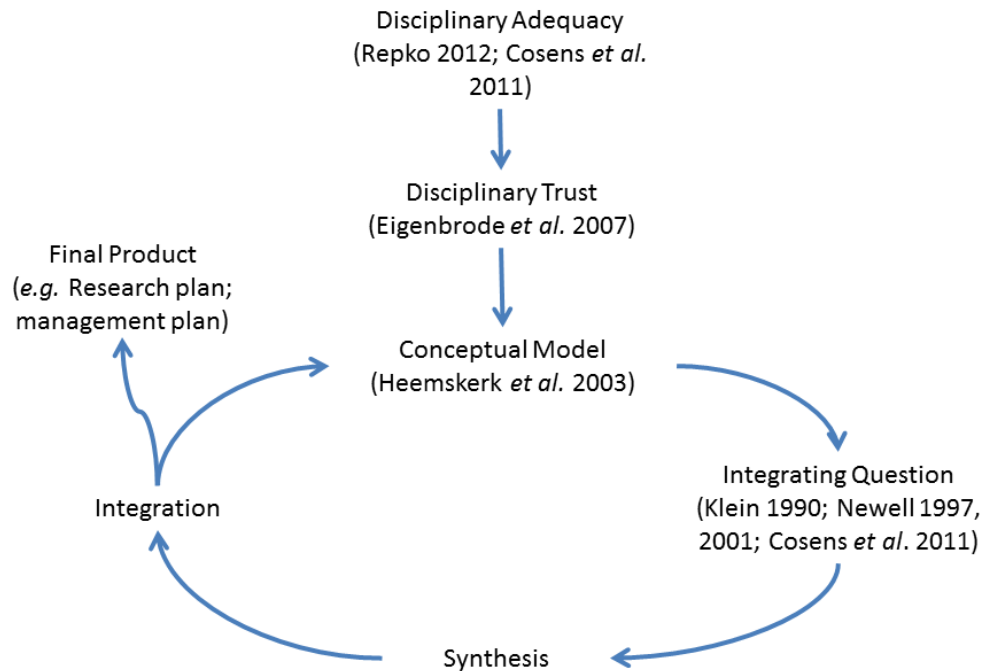 Disciplinary Adequacy
(Repko 2012; Cosens et al.
2011)
Disciplinary Trust
(Eigenbrode et al. 2007)
Final Product
(e.g. Research plan;
management plan)
Conceptual Model
(Heemskerk et al. 2003)
Integrating Question
(Klein 1990; Newell 1997,
2001; Cosens et al. 2011)
Integration
Synthesis